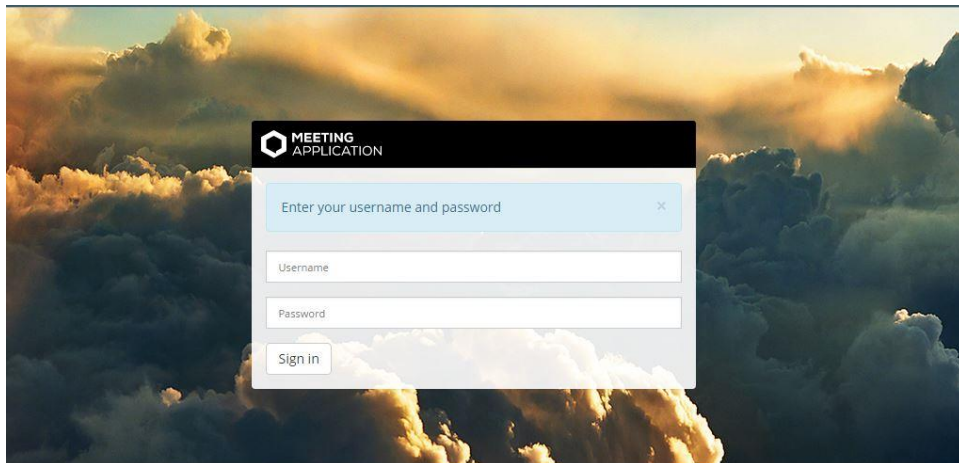 MEETING
APPLICATION
Enter your username and password ×
Username
Password
Sign in